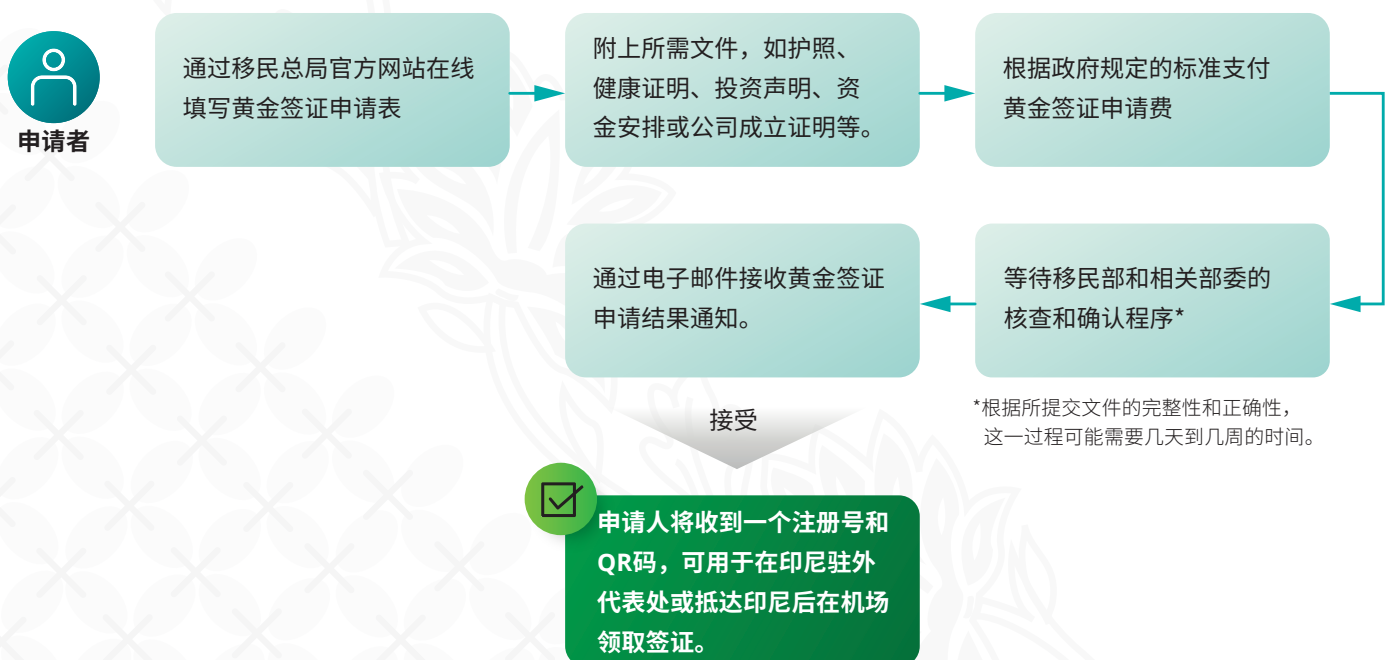 申请者
通过移民总局官方网站在线
填写黄金签证申请表
附上所需文件，如护照、
健康证明、投资声明、资
金安排或公司成立证明等。
根据政府规定的标准支付
黄金签证申请费
等待移民部和相关部委的
核查和确认程序*
*根据所提交文件的完整性和正确性，
这一过程可能需要几天到几周的时间。
通过电子邮件接收黄金签证
申请结果通知。
接受
申请人将收到一个注册号和
QR码，可用于在印尼驻外
代表处或抵达印尼后在机场
领取签证。